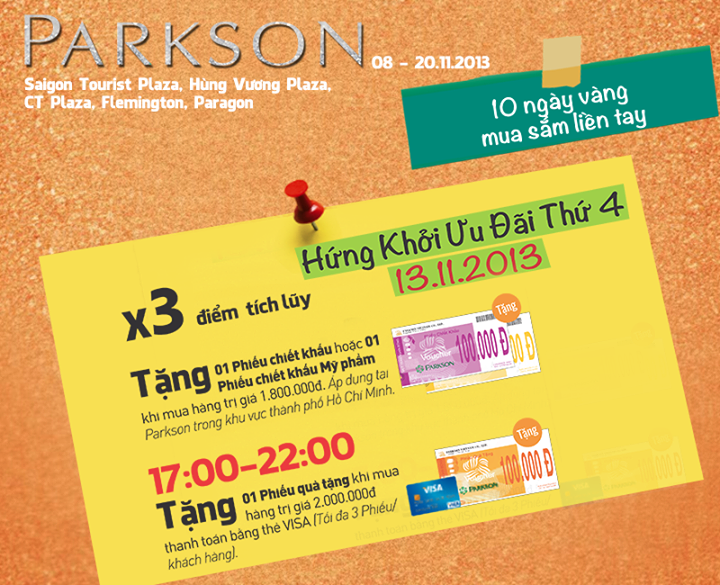 PARKSON
08 - 20.11.2013
Saigon Tourist Plaza, Hùng Vương Plaza,
CT Plaza, Flemington, Paragon
10 ngày vàng
mua sắm liền tay
Hứng Khởi Ưu Đãi Thứ 4
13.11.2013
x3 điểm tích lũy
Tặng 01 Phiếu chiết khấu hoặc 01
Phiếu chiết khấu Mỹ phẩm
khi mua hàng trị giá 1.800.000đ. Áp dụng tại
Parkson trong khu vực thành phố Hồ Chí Minh.
Tặng
Voucher
100.000 Đ
PARKSON
17:00-22:00
Tặng 01 Phiếu quà tặng khi mua
hàng trị giá 2.000.000đ
thanh toán bằng thẻ VISA (Tối đa 3 Phiếu/
khách hàng).
Tặng
100.000 Đ
PARKSON
VISA